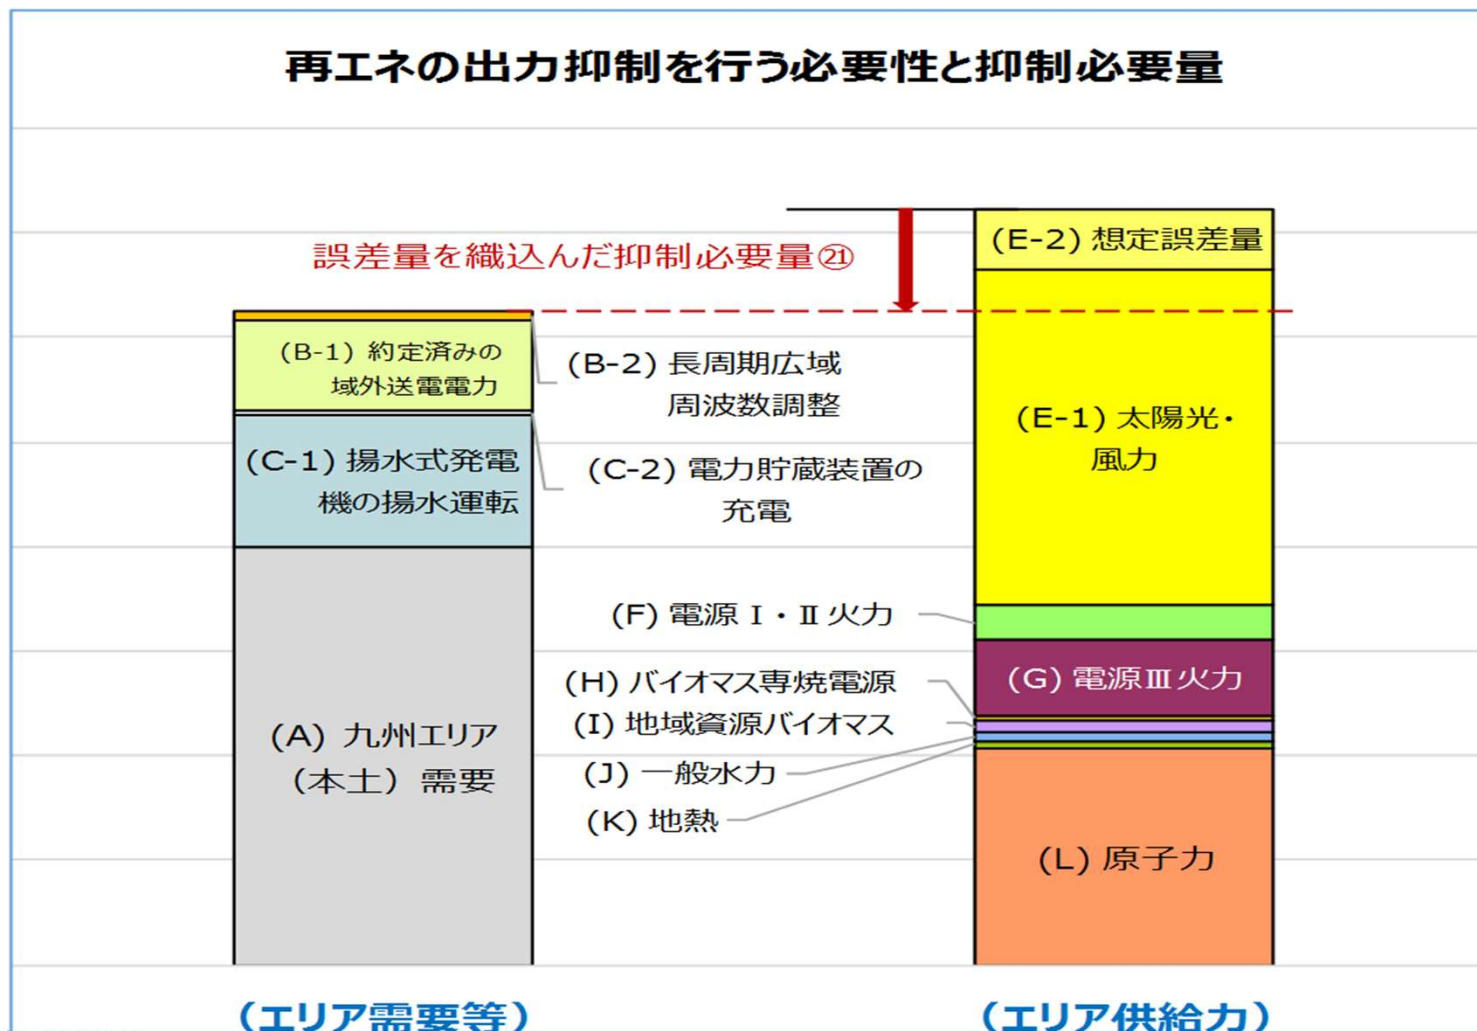 再エネの出力抑制を行う必要性と抑制必要量
(E-2) 想定誤差量
誤差量を織込んだ抑制必要量㉑
(B-1) 約定済みの
域外送電電力
(B-2) 長周期広域
周波数調整
(E-1) 太陽光・
風力
(C-1) 揚水式発電
機の揚水運転
(C-2) 電力貯蔵装置の
充電
(F) 電源Ⅰ・Ⅱ火力
(G) 電源Ⅲ火力
(H) バイオマス専焼電源
(I) 地域資源バイオマス
(A) 九州エリア
（本土）需要
(J) 一般水力
(K) 地熱
(L) 原子力
（エリア需要等）
（エリア供給力）